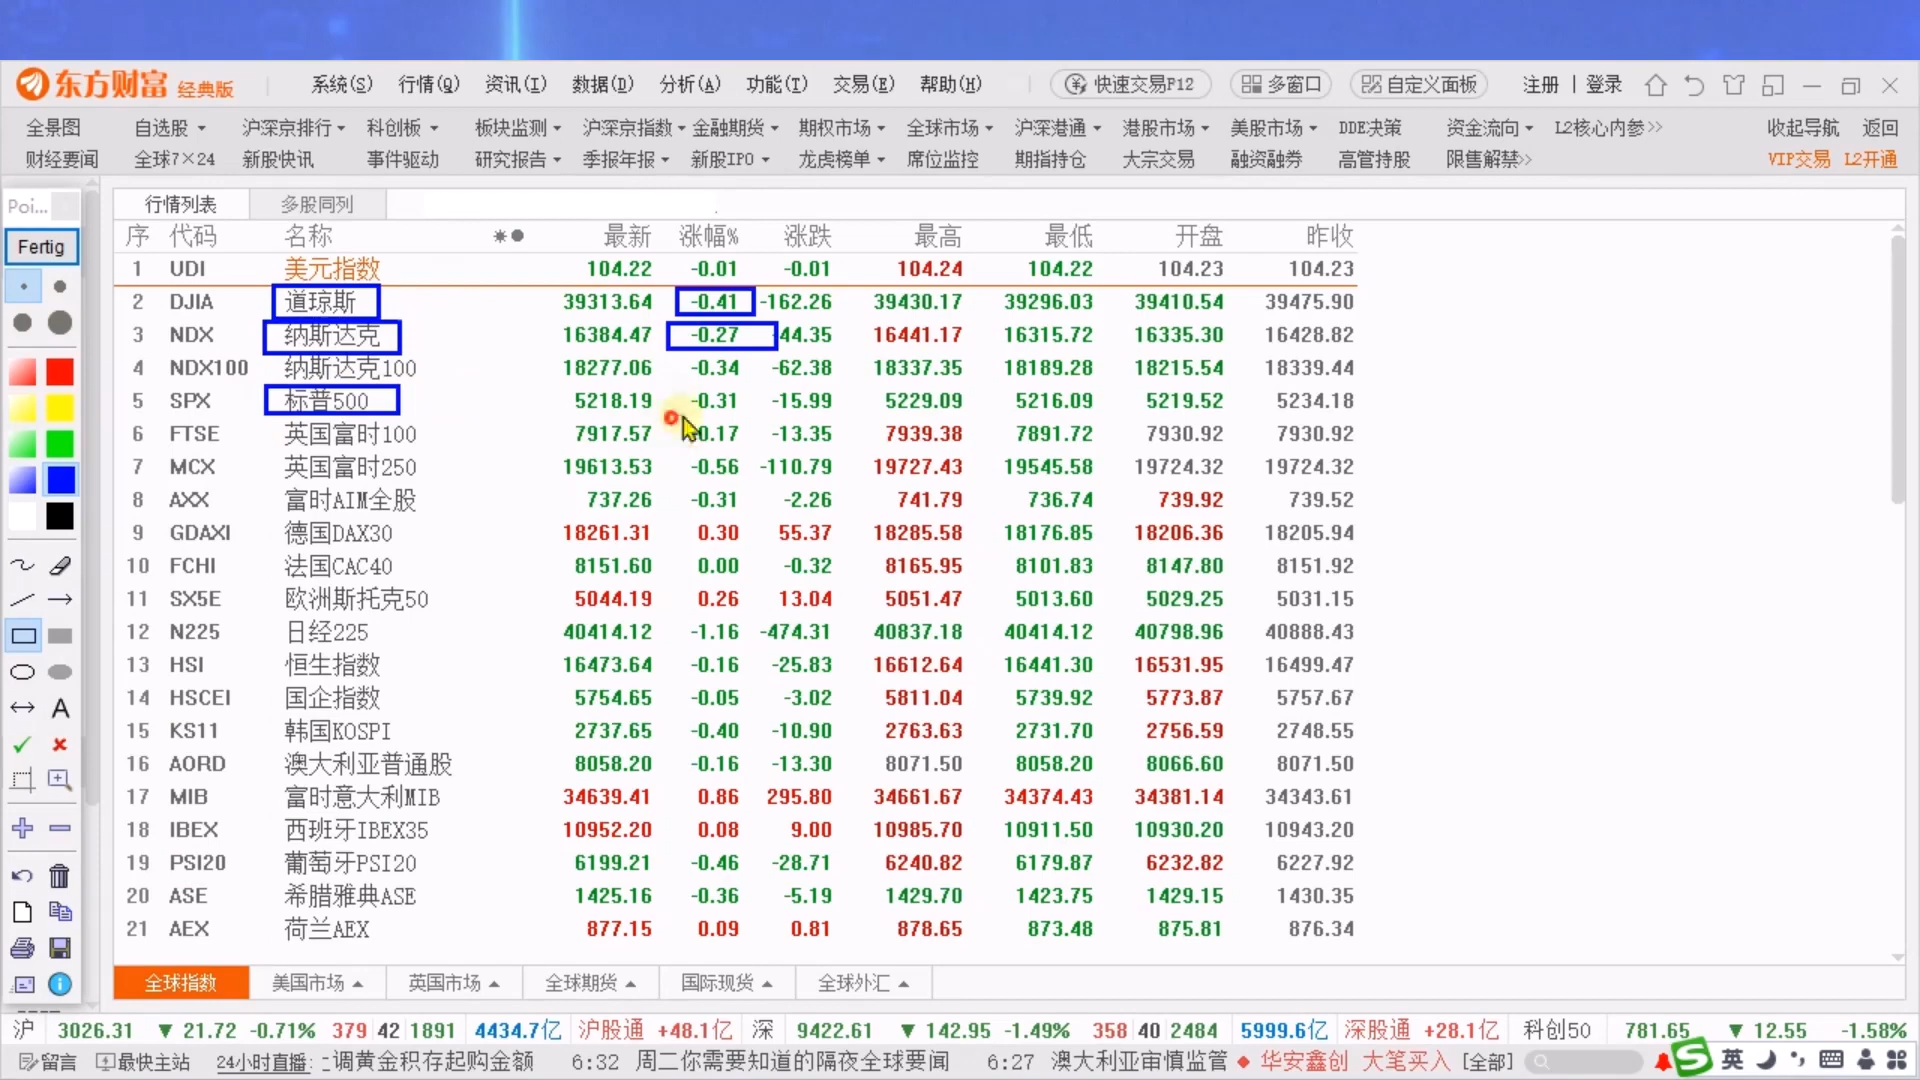 东方财富 经典版 系统(S) 行情(Q) 资讯(I) 数据(D) 分析(A) 功能(T) 交易(E) 帮助(H) 快速交易F12 多窗口 自定义面板 注册 | 登录
全景图 自选股 沪深京排行 科创板 板块监测 沪深京指数 金融期货 期权市场 全球市场 沪深港通 港股市场 美股市场 DDE决策 资金流向 L2核心内参>> 收起导航 返回
财经要闻 全球7×24 新股快讯 事件驱动 研究报告 季报年报 新股IPO 龙虎榜单 席位监控 期指持仓 大宗交易 融资融券 高管持股 限售解禁>> VIP交易 L2开通
Poi...
Fertig
行情列表 多股同列
序 代码 名称 最新 涨幅% 涨跌 最高 最低 开盘 昨收
1 UDI 美元指数 104.22 -0.01 -0.01 104.24 104.22 104.23 104.23
2 DJIA 道琼斯 39313.64 -0.41 -162.26 39430.17 39296.03 39410.54 39475.90
3 NDX 纳斯达克 16384.47 -0.27 -44.35 16441.17 16315.72 16335.30 16428.82
4 NDX100 纳斯达克100 18277.06 -0.34 -62.38 18337.35 18189.28 18215.54 18339.44
5 SPX 标普500 5218.19 -0.31 -15.99 5229.09 5216.09 5219.52 5234.18
6 FTSE 英国富时100 7917.57 0.17 -13.35 7939.38 7891.72 7930.92 7930.92
7 MCX 英国富时250 19613.53 -0.56 -110.79 19727.43 19545.58 19724.32 19724.32
8 AXX 富时AIM全股 737.26 -0.31 -2.26 741.79 736.74 739.92 739.52
9 GDAXI 德国DAX30 18261.31 0.30 55.37 18285.58 18176.85 18206.36 18205.94
10 FCHI 法国CAC40 8151.60 0.00 -0.32 8165.95 8101.83 8147.80 8151.92
11 SX5E 欧洲斯托克50 5044.19 0.26 13.04 5051.47 5013.60 5029.25 5031.15
12 N225 日经225 40414.12 -1.16 -474.31 40837.18 40414.12 40798.96 40888.43
13 HSI 恒生指数 16473.64 -0.16 -25.83 16612.64 16441.30 16531.95 16499.47
14 HSCEI 国企指数 5754.65 -0.05 -3.02 5811.04 5739.92 5773.87 5757.67
15 KS11 韩国KOSPI 2737.65 -0.40 -10.90 2763.63 2731.70 2756.59 2748.55
16 AORD 澳大利亚普通股 8058.20 -0.16 -13.30 8071.50 8058.20 8066.60 8071.50
17 MIB 富时意大利MIB 34639.41 0.86 295.80 34661.67 34374.43 34381.14 34343.61
18 IBEX 西班牙IBEX35 10952.20 0.08 9.00 10985.70 10911.50 10930.20 10943.20
19 PSI20 葡萄牙PSI20 6199.21 -0.46 -28.71 6240.82 6179.87 6232.82 6227.92
20 ASE 希腊雅典ASE 1425.16 -0.36 -5.19 1429.70 1423.75 1429.15 1430.35
21 AEX 荷兰AEX 877.15 0.09 0.81 878.65 873.48 875.81 876.34
全球指数 美国市场 英国市场 全球期货 国际现货 全球外汇
沪 3026.31 ▼ 21.72 -0.71% 379 42 1891 4434.7亿 沪股通 +48.1亿 深 9422.61 ▼ 142.95 -1.49% 358 40 2484 5999.6亿 深股通 +28.1亿 科创50 781.65 ▼ 12.55 -1.58%
留言 最快主站 24小时直播: 上调黄金积存起购金额 6:32 周二你需要知道的隔夜全球要闻 6:27 澳大利亚审慎监管 ◆ 华安鑫创 大笔买入 [全部] 英